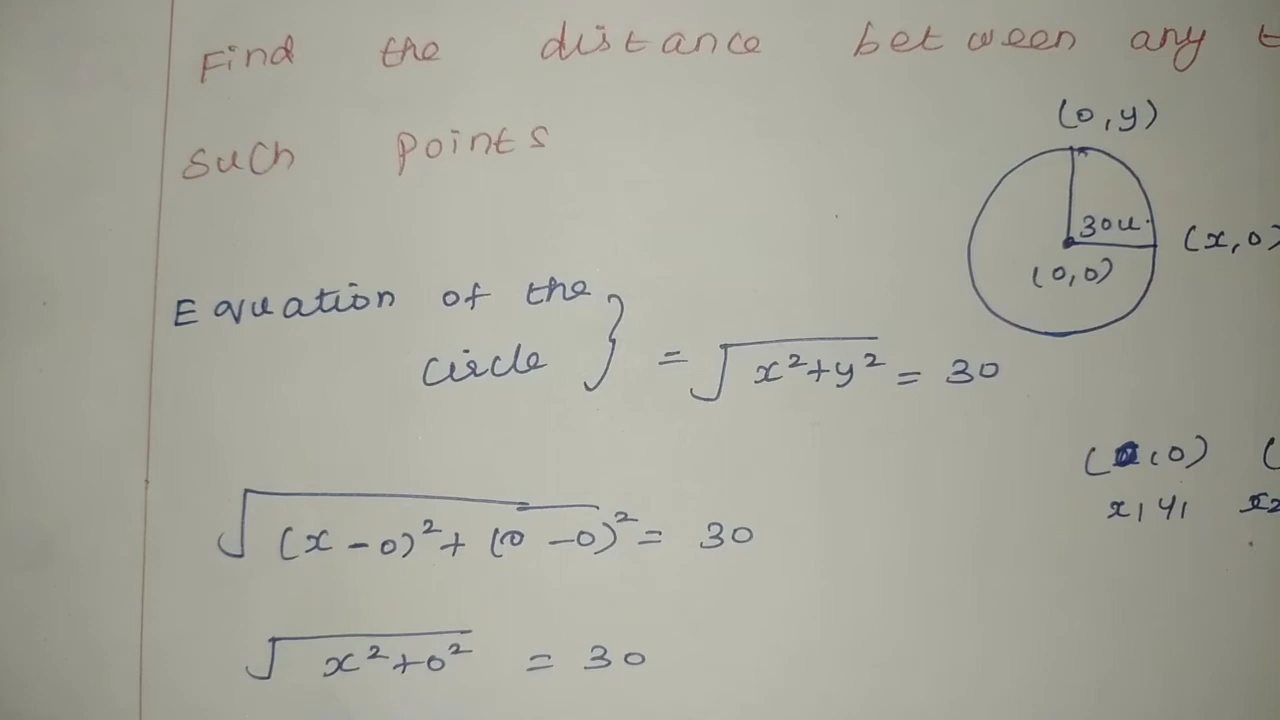 Find the distance between any t
such points
(0,y)
30u.
(x,0)
(0,0)
Equation of the
circle } = √x²+y² = 30
( ,0) (
x1 y1 x2
√(x-0)²+(0-0)² = 30
√x²+0² = 30